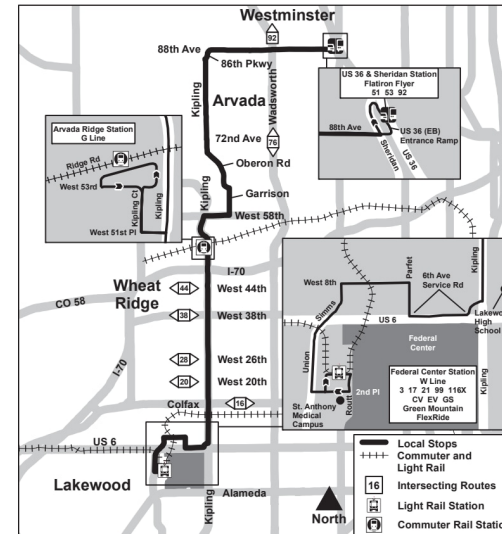 Westminster
92
88th Ave
86th Pkwy
Kipling
Arvada
Wadsworth
72nd Ave
76
Oberon Rd
Kipling
Garrison
West 58th
US 36 & Sheridan Station
Flatiron Flyer
51 53 92
88th Ave
US 36 (EB)
Entrance Ramp
Sheridan
US 36
Arvada Ridge Station
G Line
Ridge Rd
West 53rd
Kipling Ct
Kipling
West 51st Pl
I-70
Wheat
Ridge
CO 58
I-70
44
West 44th
38
West 38th
28
West 26th
20
West 20th
Colfax
16
US 6
Lakewood
Kipling
Alameda
West 8th
Parfet
6th Ave
Service Rd
Kipling
Simms
US 6
Lakewood
High
School
Union
Federal
Center
2nd Pl
Routt
St. Anthony
Medical
Campus
Federal Center Station
W Line
3 17 21 99 116X
CV EV GS
Green Mountain
FlexRide
Kipling
North
Local Stops
Commuter and
Light Rail
16
Intersecting Routes
Light Rail Station
Commuter Rail